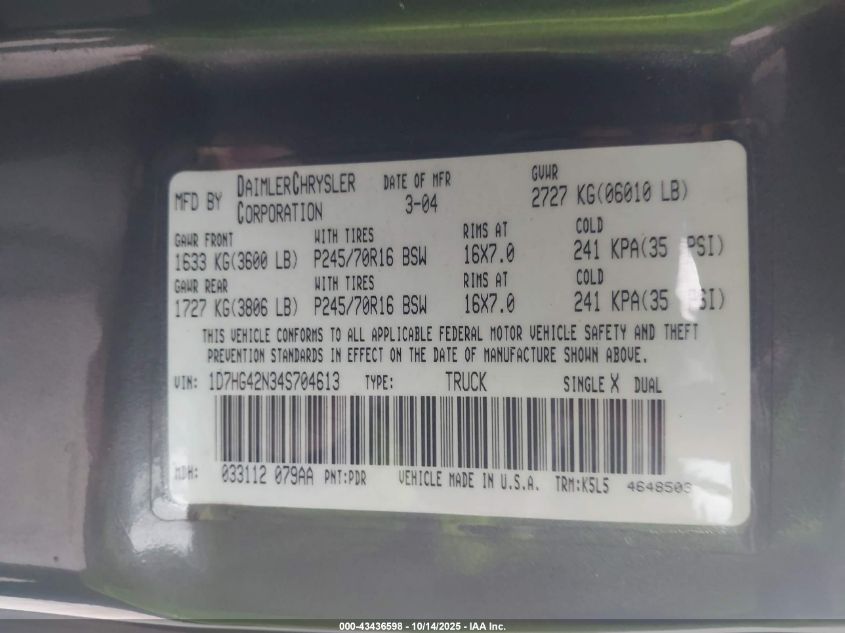 MFD BY DAIMLERCHRYSLER CORPORATION DATE OF MFR 3-04 GVWR 2727 KG(06010 LB)
GAWR FRONT WITH TIRES RIMS AT COLD
1633 KG(3600 LB) P245/70R16 BSW 16X7.0 241 KPA(35 PSI)
GAWR REAR WITH TIRES RIMS AT COLD
1727 KG(3806 LB) P245/70R16 BSW 16X7.0 241 KPA(35 PSI)
THIS VEHICLE CONFORMS TO ALL APPLICABLE FEDERAL MOTOR VEHICLE SAFETY AND THEFT
PREVENTION STANDARDS IN EFFECT ON THE DATE OF MANUFACTURE SHOWN ABOVE.
VIN: 1D7HG42N34S704613 TYPE: TRUCK SINGLE X DUAL
MDH: 033112 079AA PNT:PDR VEHICLE MADE IN U.S.A. TRM:K5L5 4648505
000-43436598 - 10/14/2025 - IAA Inc.